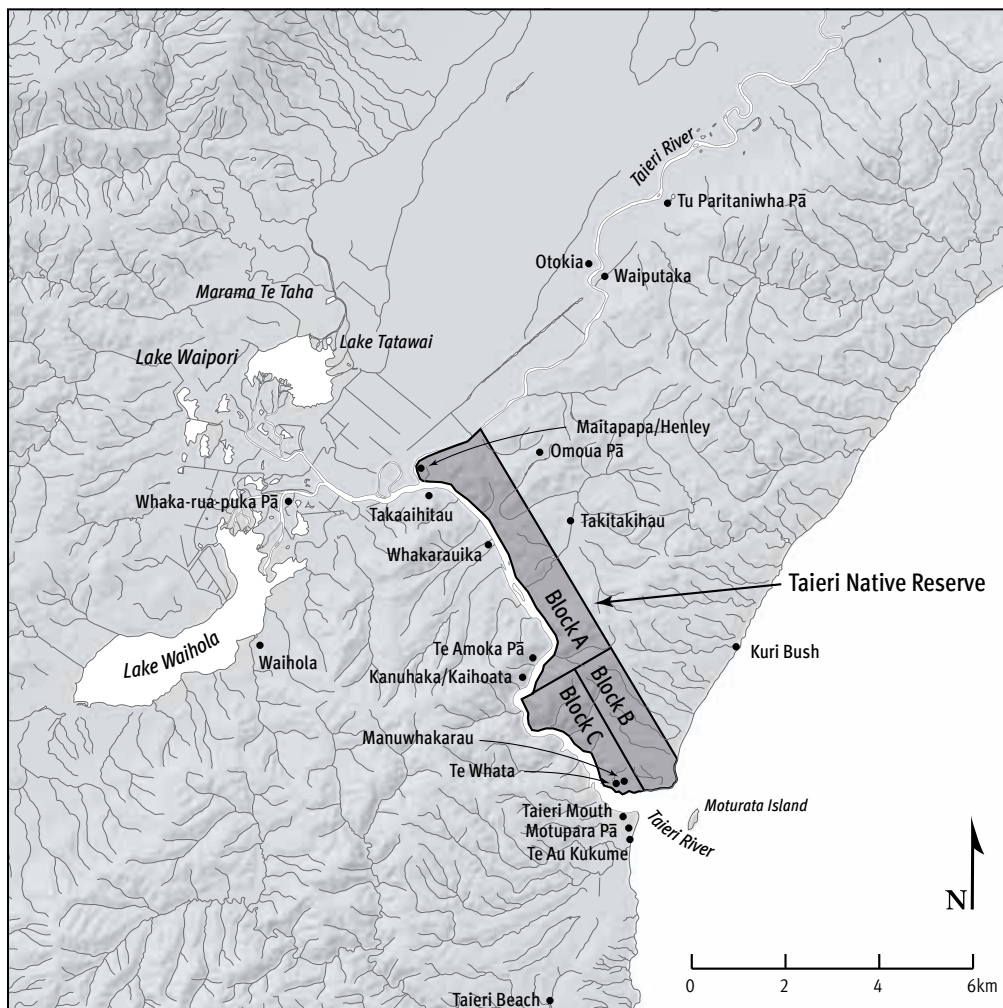 Taieri River
Tu Paritaniwha Pā
Otokia
Waiputaka
Marama Te Taha
Lake Tatawai
Lake Waipori
Maitapapa/Henley
Omoua Pā
Whaka-rua-puka Pā
Takaaihitau
Takitakihau
Whakarauika
Taieri Native Reserve
Block A
Te Amoka Pā
Kuri Bush
Lake Waihola
Waihola
Kanuhaka/Kaihoata
Block B
Block C
Manuwhakarau
Te Whata
Taieri Mouth
Moturata Island
Motupara Pā
Taieri River
Te Au Kukume
N
0 2 4 6km
Taieri Beach